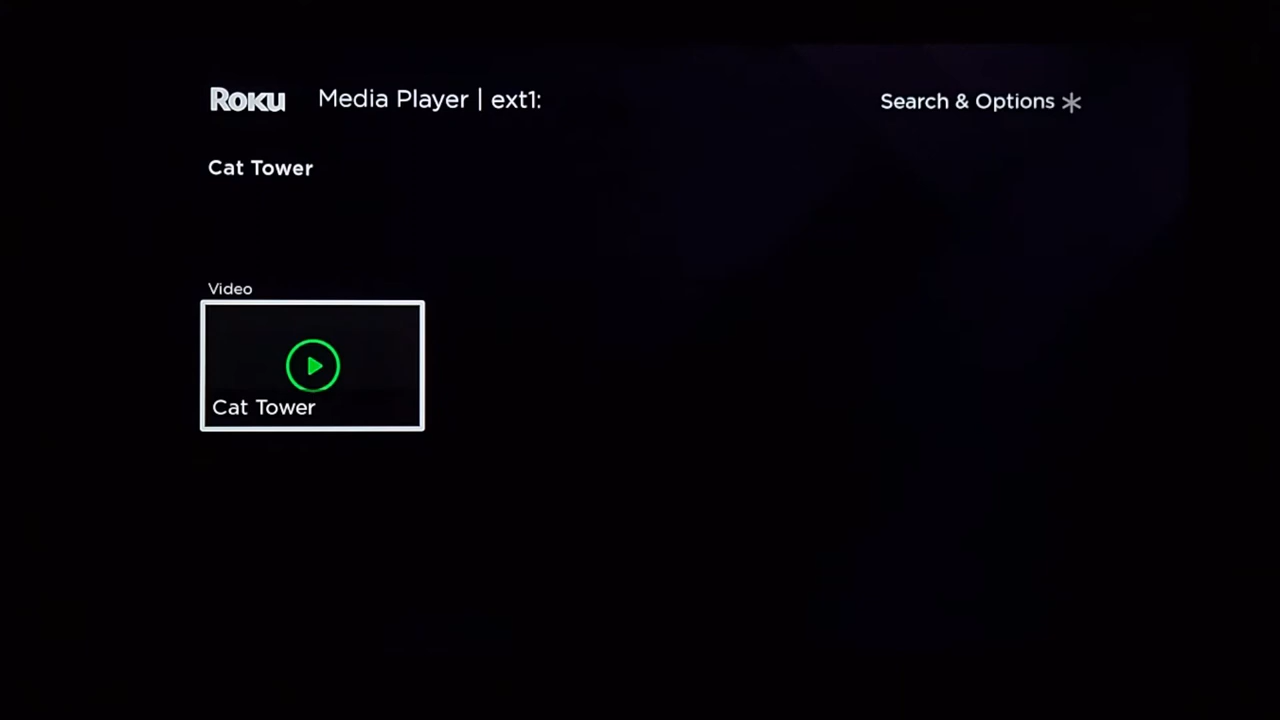 Roku Media Player | ext1:
Search & Options *
Cat Tower
Video
Cat Tower